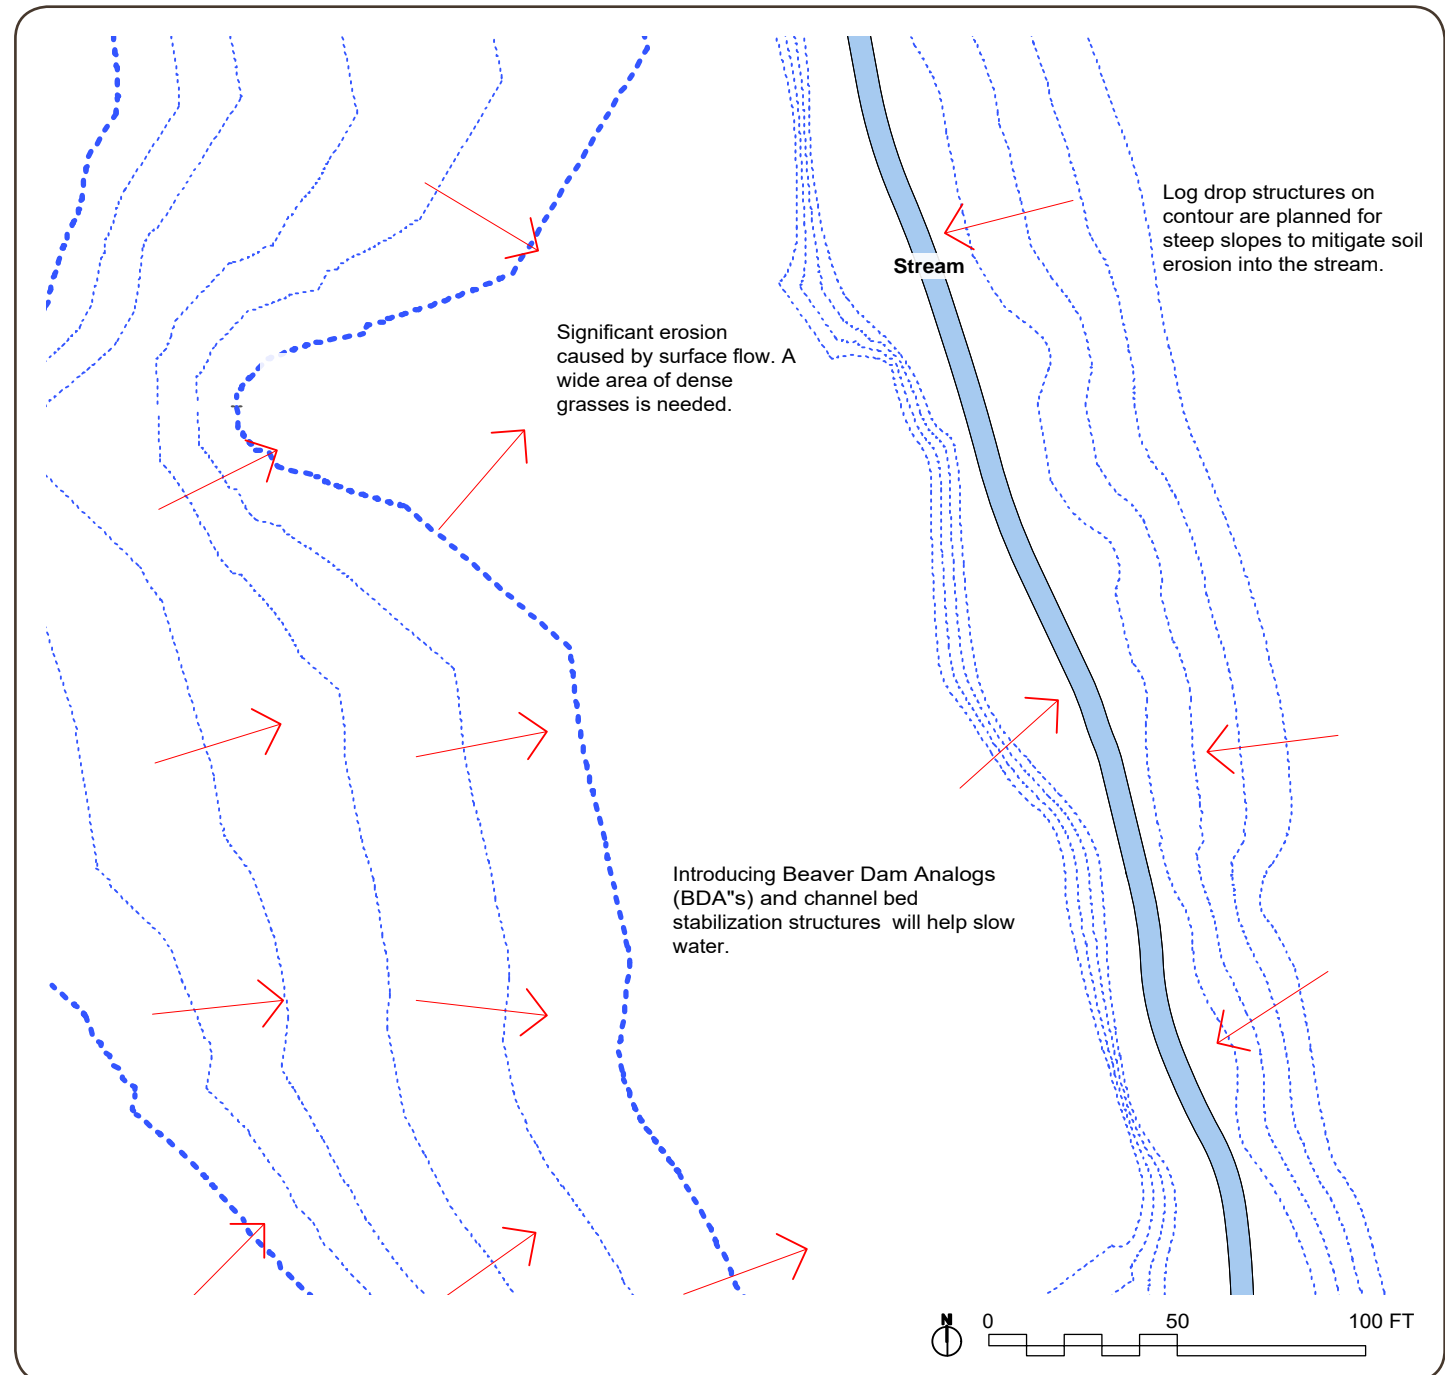 Log drop structures on
contour are planned for
steep slopes to mitigate soil
erosion into the stream.
Stream
Significant erosion
caused by surface flow. A
wide area of dense
grasses is needed.
Introducing Beaver Dam Analogs
(BDA"s) and channel bed
stabilization structures will help slow
water.
N
0 50 100 FT